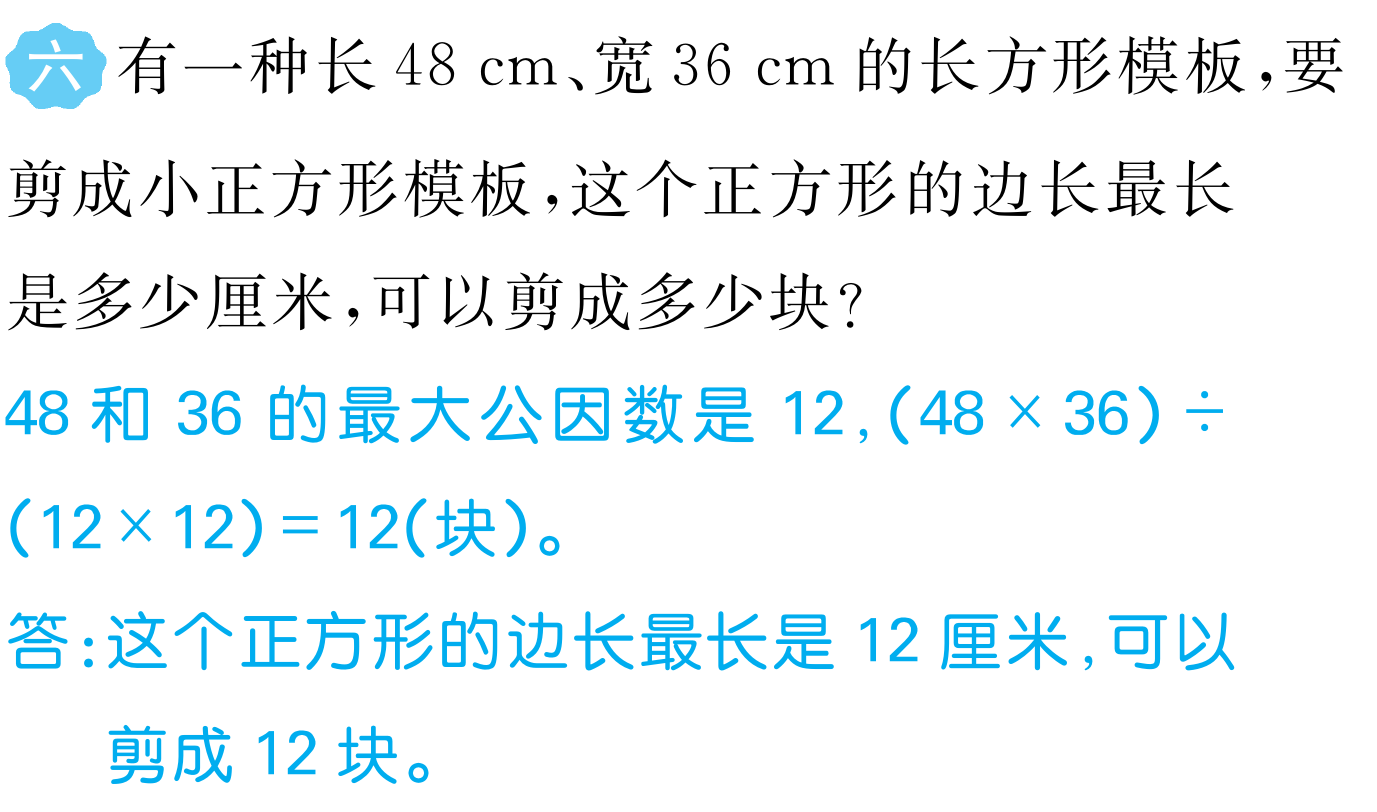 六 有一种长 48 cm、宽 36 cm 的长方形模板,要
剪成小正方形模板,这个正方形的边长最长
是多少厘米,可以剪成多少块?
48 和 36 的最大公因数是 12,(48 × 36) ÷
(12 × 12) = 12(块)。
答:这个正方形的边长最长是 12 厘米,可以
剪成 12 块。